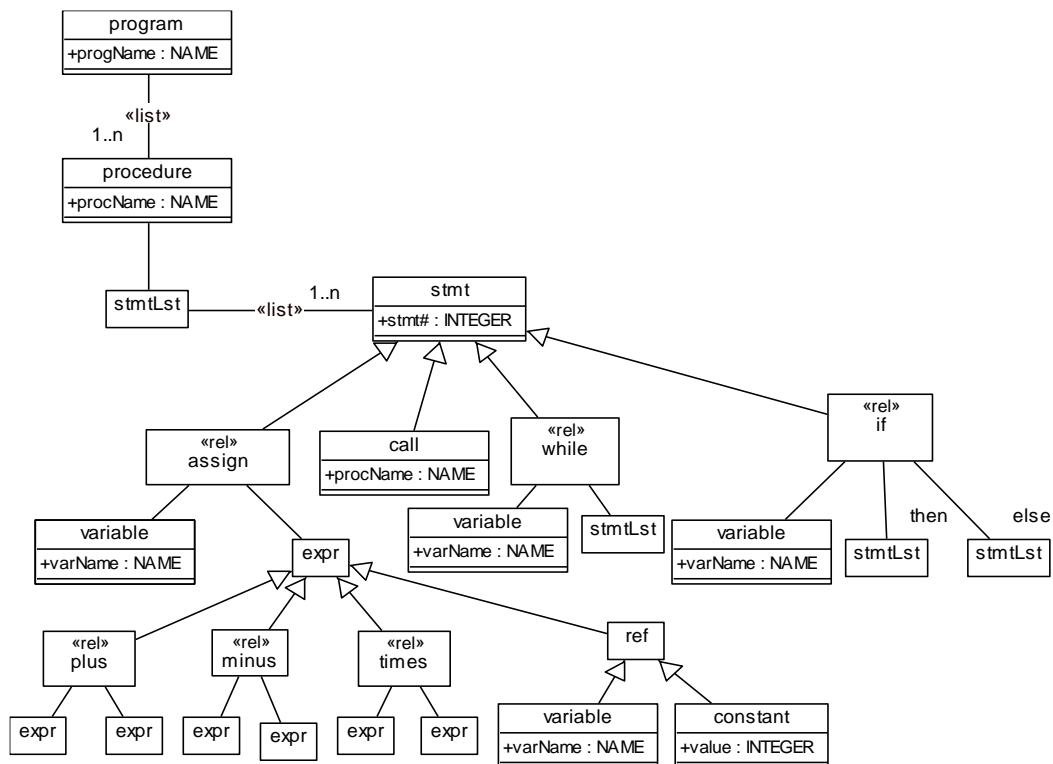 program
+progName : NAME
«list»
1..n
procedure
+procName : NAME
stmtLst
«list»
1..n
stmt
+stmt# : INTEGER
«rel»
assign
call
+procName : NAME
«rel»
while
«rel»
if
variable
+varName : NAME
expr
variable
+varName : NAME
stmtLst
variable
+varName : NAME
then
stmtLst
else
stmtLst
«rel»
plus
«rel»
minus
«rel»
times
ref
expr
expr
expr
expr
expr
expr
variable
+varName : NAME
constant
+value : INTEGER